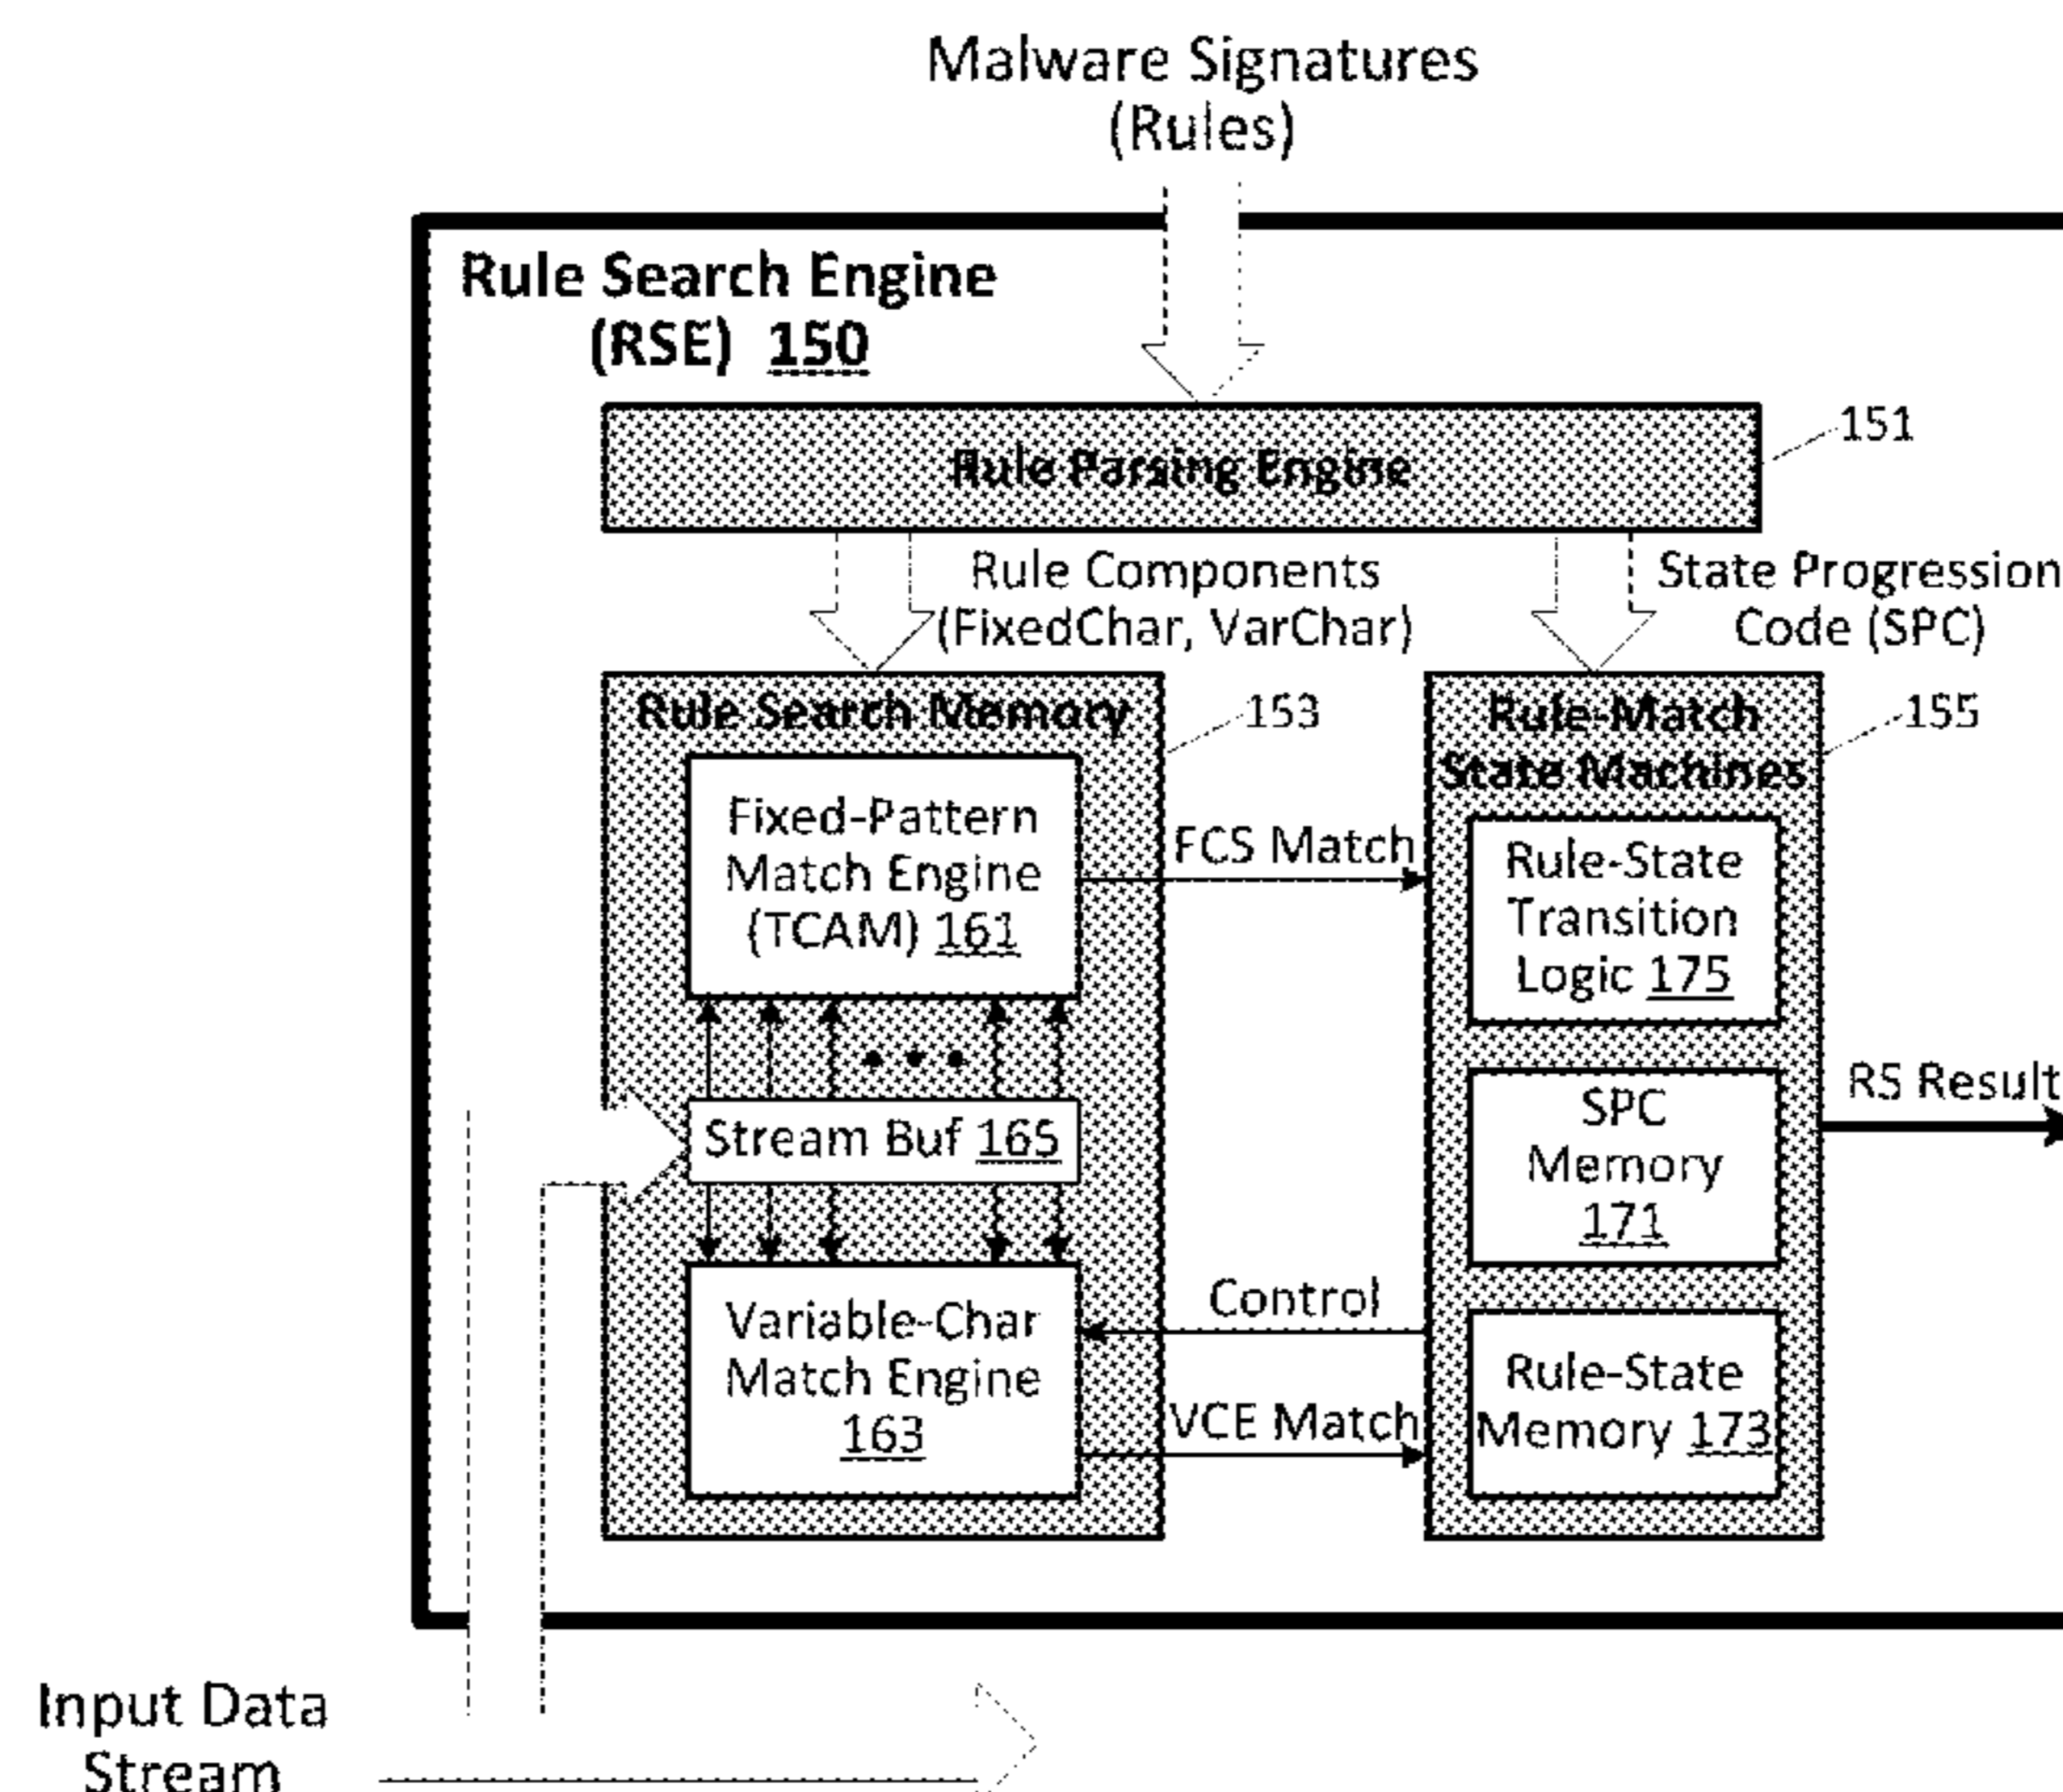 Malware Signatures
(Rules)
Rule Search Engine
(RSE) 150
Rule Parsing Engine
151
Rule Components
(FixedChar, VarChar)
State Progression
Code (SPC)
Rule Search Memory
153
Rule-Match
State Machines
155
Fixed-Pattern
Match Engine
(TCAM) 161
FCS Match
Rule-State
Transition
Logic 175
Stream Buf 165
SPC
Memory
171
RS Result
Variable-Char
Match Engine
163
Control
VCE Match
Rule-State
Memory 173
Input Data
Stream